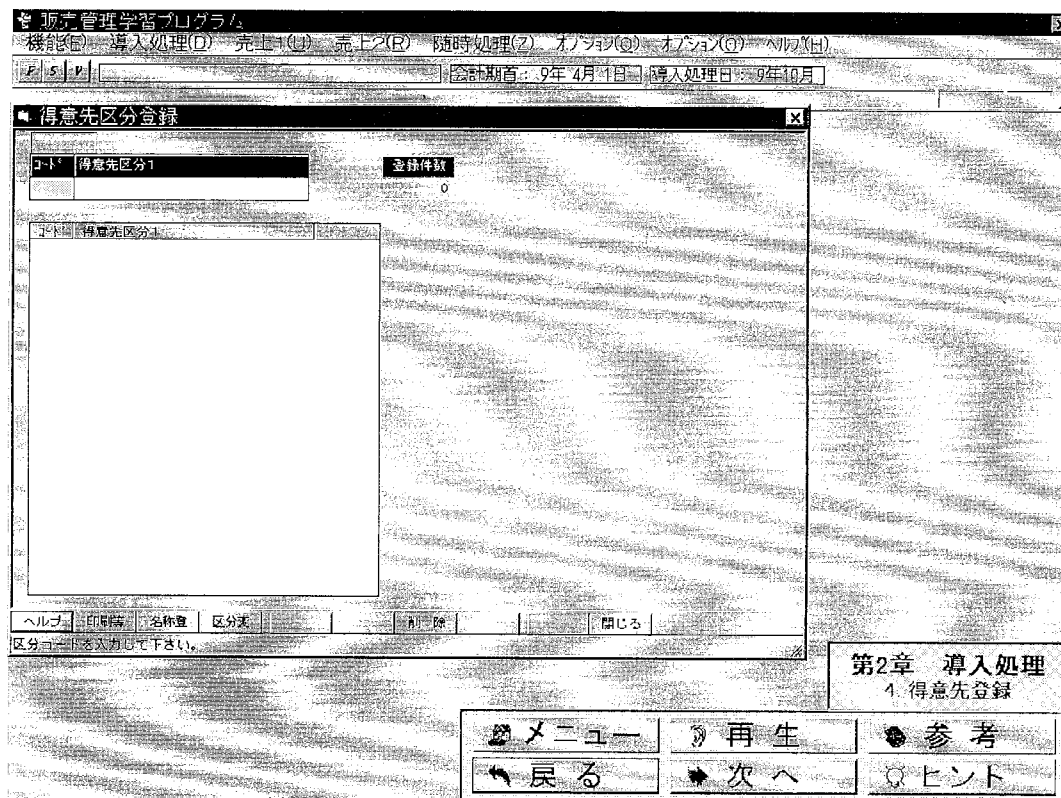 販売管理学習プログラム
機能(E) 導入処理(D) 売上1(U) 売上2(R) 随時処理(Z) オプション(O) オプション(O) ヘルプ(H)
F S V 会計期首: 9年 4月 1日 導入処理日: 9年10月
得意先区分登録
コード 得意先区分1 登録件数
0
コード 得意先区分1
ヘルプ 印刷等 名称登 区分変 削 除 閉じる
区分コードを入力して下さい。
第2章 導入処理
4. 得意先登録
メニュー 再 生 参 考
戻 る 次 へ ヒント